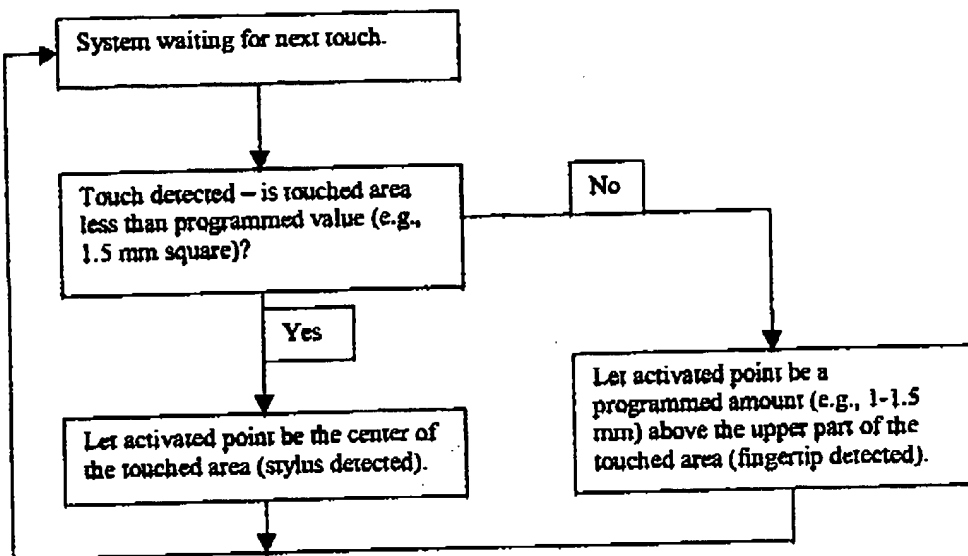 System waiting for next touch.
Touch detected – is touched area
less than programmed value (e.g.,
1.5 mm square)?
No
Yes
Let activated point be a
programmed amount (e.g., 1-1.5
mm) above the upper part of the
touched area (fingertip detected).
Let activated point be the center of
the touched area (stylus detected).